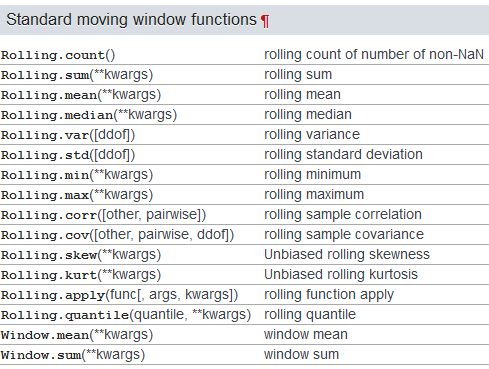 Standard moving window functions ¶
Rolling.count() rolling count of number of non-NaN
Rolling.sum(**kwargs) rolling sum
Rolling.mean(**kwargs) rolling mean
Rolling.median(**kwargs) rolling median
Rolling.var([ddof]) rolling variance
Rolling.std([ddof]) rolling standard deviation
Rolling.min(**kwargs) rolling minimum
Rolling.max(**kwargs) rolling maximum
Rolling.corr([other, pairwise]) rolling sample correlation
Rolling.cov([other, pairwise, ddof]) rolling sample covariance
Rolling.skew(**kwargs) Unbiased rolling skewness
Rolling.kurt(**kwargs) Unbiased rolling kurtosis
Rolling.apply(func[, args, kwargs]) rolling function apply
Rolling.quantile(quantile, **kwargs) rolling quantile
Window.mean(**kwargs) window mean
Window.sum(**kwargs) window sum